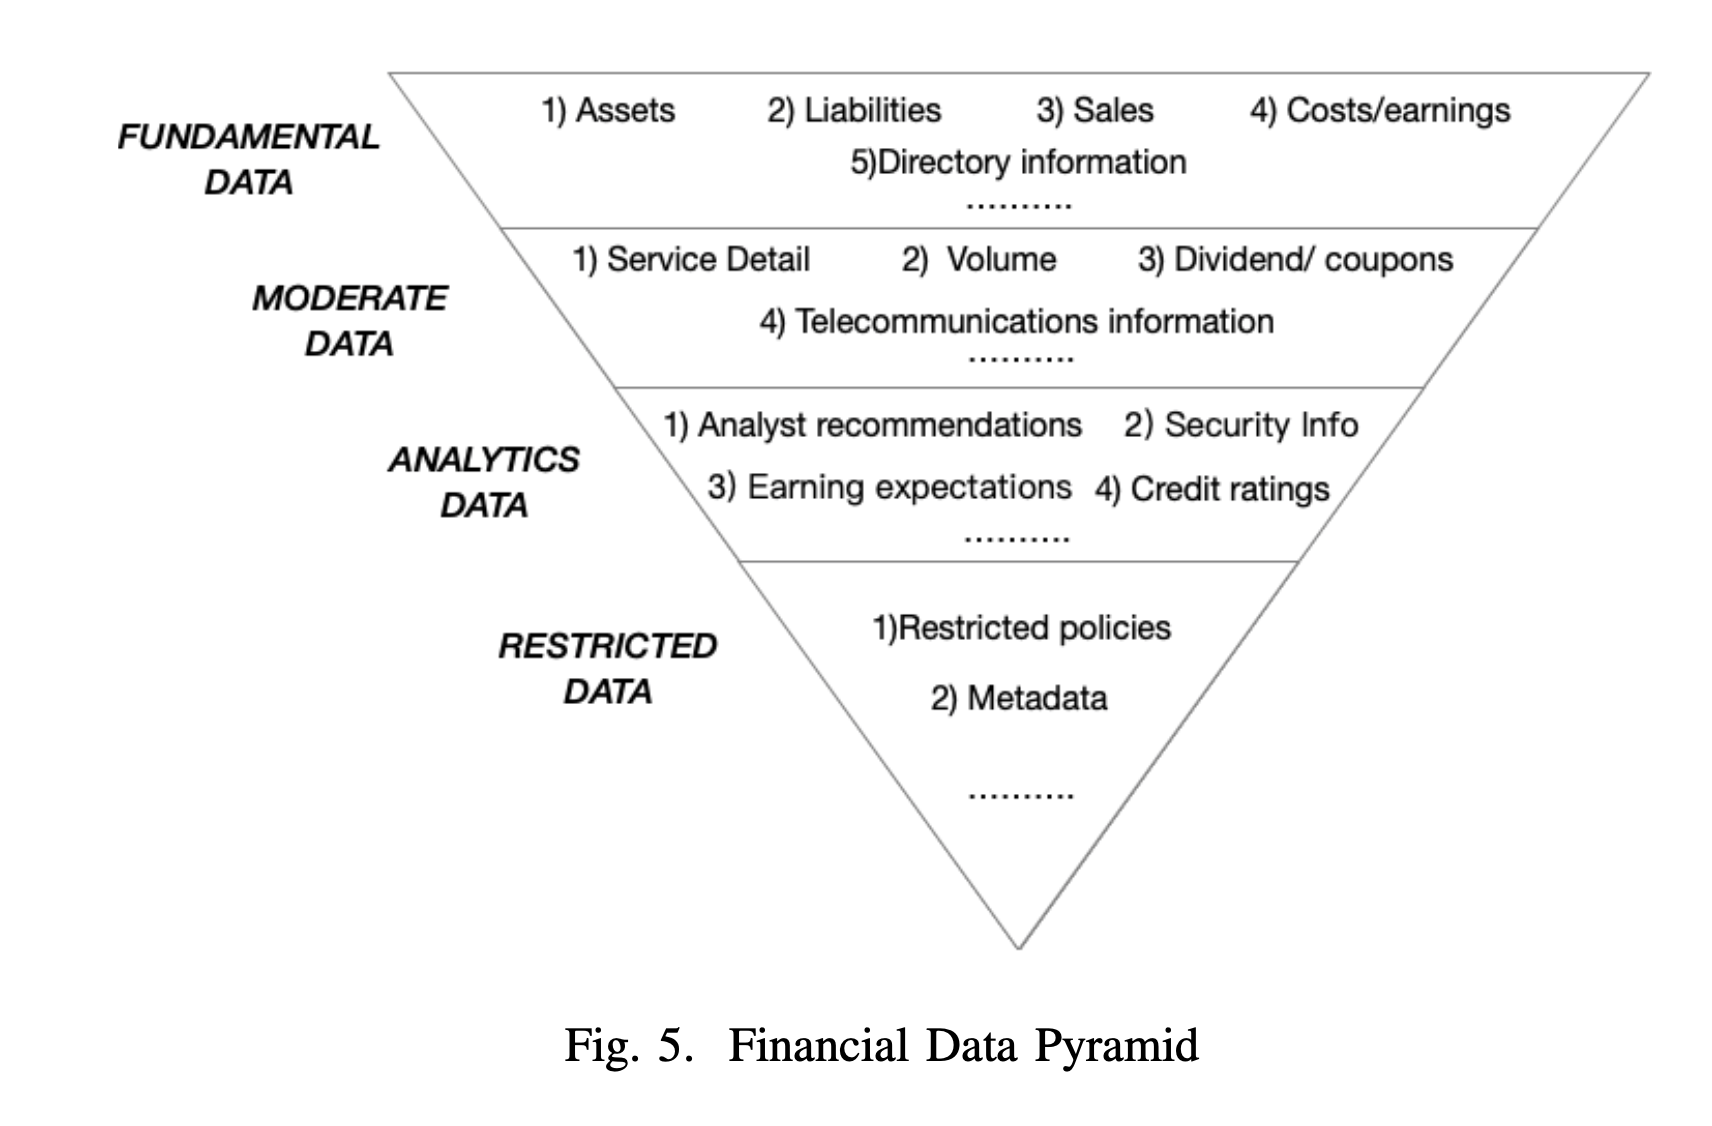 FUNDAMENTAL
DATA
1) Assets 2) Liabilities 3) Sales 4) Costs/earnings
5)Directory information
..........
MODERATE
DATA
1) Service Detail 2) Volume 3) Dividend/ coupons
4) Telecommunications information
..........
ANALYTICS
DATA
1) Analyst recommendations 2) Security Info
3) Earning expectations 4) Credit ratings
..........
RESTRICTED
DATA
1)Restricted policies
2) Metadata
..........
Fig. 5. Financial Data Pyramid